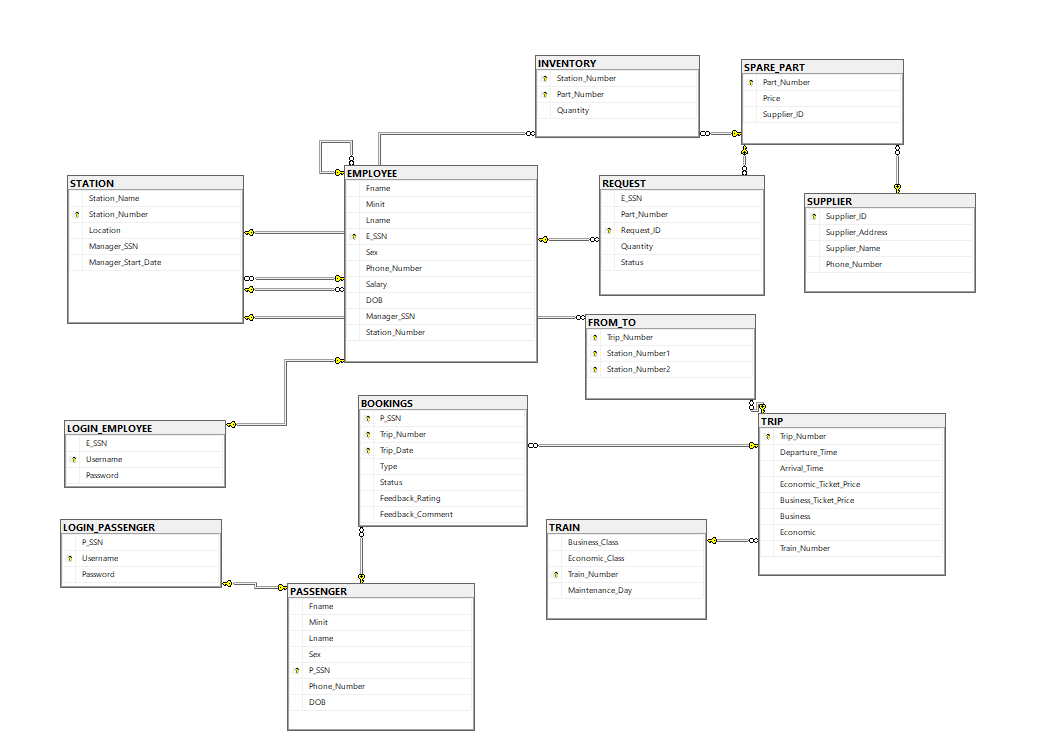 INVENTORY
Station_Number
Part_Number
Quantity
SPARE_PART
Part_Number
Price
Supplier_ID
STATION
Station_Name
Station_Number
Location
Manager_SSN
Manager_Start_Date
EMPLOYEE
Fname
Minit
Lname
E_SSN
Sex
Phone_Number
Salary
DOB
Manager_SSN
Station_Number
REQUEST
E_SSN
Part_Number
Request_ID
Quantity
Status
SUPPLIER
Supplier_ID
Supplier_Address
Supplier_Name
Phone_Number
FROM_TO
Trip_Number
Station_Number1
Station_Number2
LOGIN_EMPLOYEE
E_SSN
Username
Password
BOOKINGS
P_SSN
Trip_Number
Trip_Date
Type
Status
Feedback_Rating
Feedback_Comment
TRIP
Trip_Number
Departure_Time
Arrival_Time
Economic_Ticket_Price
Business_Ticket_Price
Business
Economic
Train_Number
LOGIN_PASSENGER
P_SSN
Username
Password
TRAIN
Business_Class
Economic_Class
Train_Number
Maintenance_Day
PASSENGER
Fname
Minit
Lname
Sex
P_SSN
Phone_Number
DOB